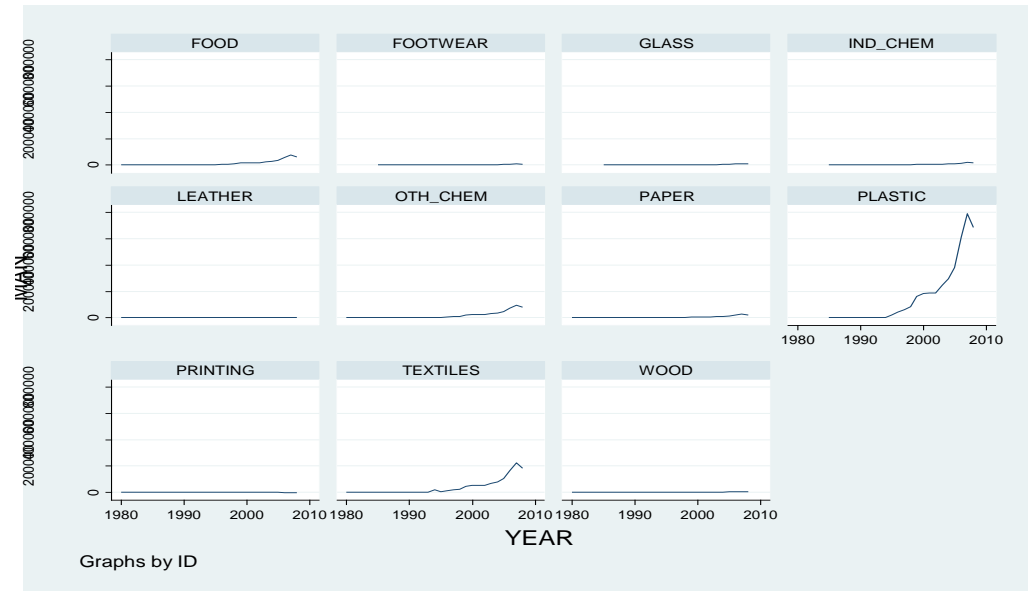 FOOD
FOOTWEAR
GLASS
IND_CHEM
0
LEATHER
OTH_CHEM
PAPER
PLASTIC
0
1980 1990 2000 2010
PRINTING
TEXTILES
WOOD
0
1980 1990 2000 2010
1980 1990 2000 2010
1980 1990 2000 2010
YEAR
Graphs by ID